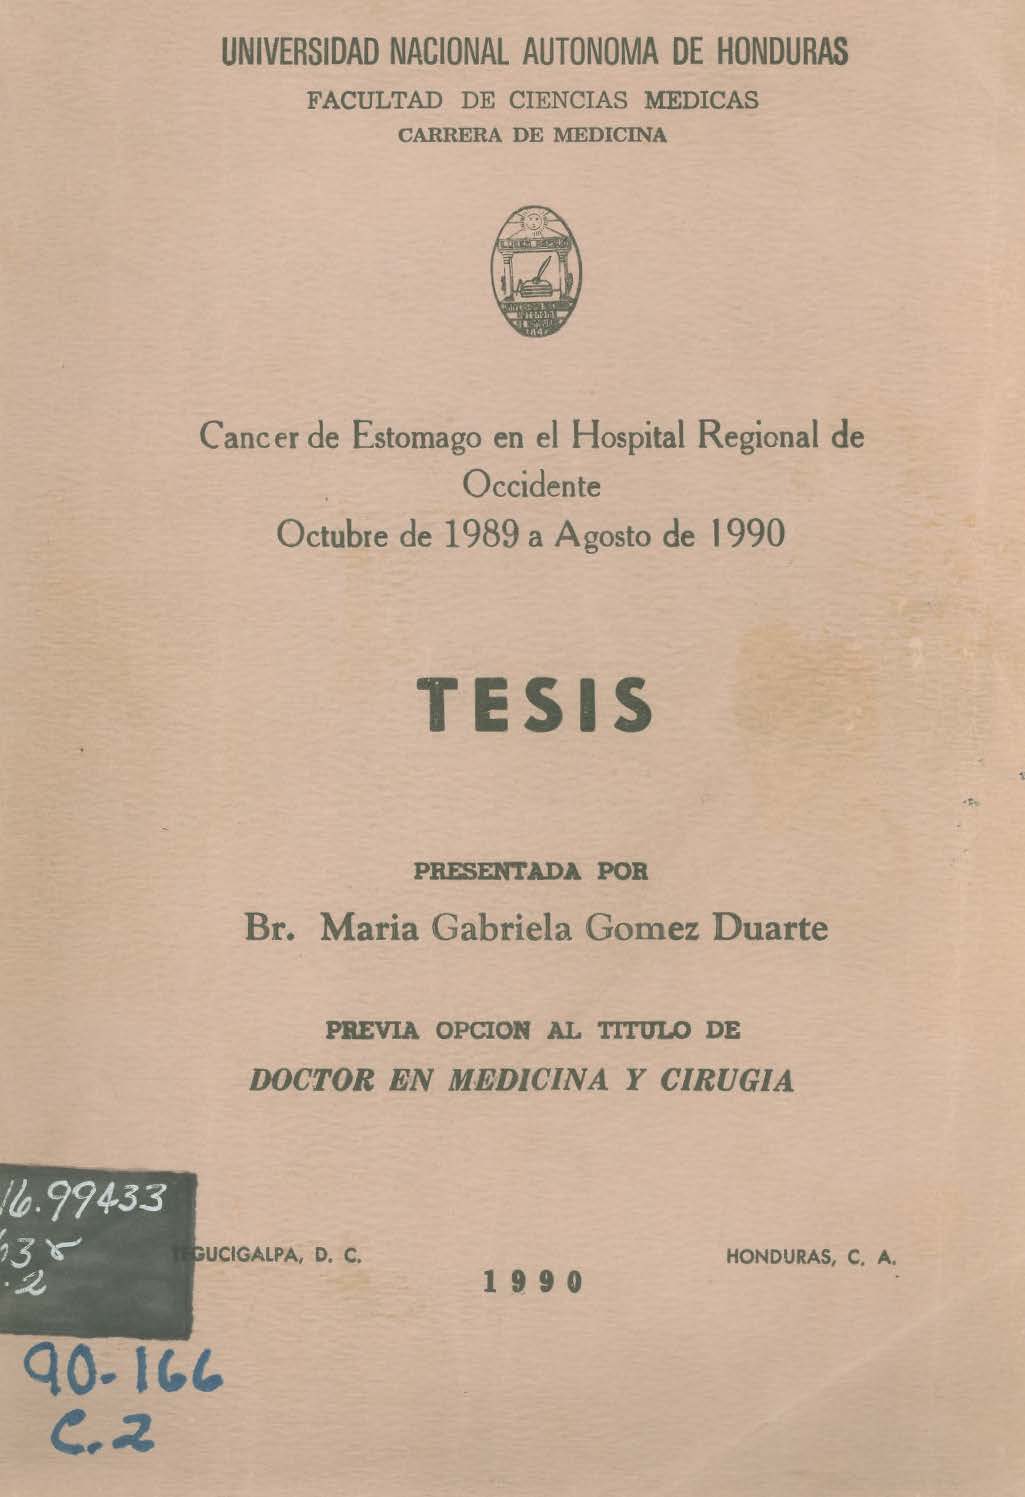 UNIVERSIDAD NACIONAL AUTONOMA DE HONDURAS
FACULTAD DE CIENCIAS MEDICAS
CARRERA DE MEDICINA
Cancer de Estomago en el Hospital Regional de
Occidente
Octubre de 1989 a Agosto de 1990
TESIS
PRESENTADA POR
Br. Maria Gabriela Gomez Duarte
PREVIA OPCION AL TITULO DE
DOCTOR EN MEDICINA Y CIRUGIA
16.99433
TEGUCIGALPA, D. C.
HONDURAS, C. A.
1990
90-166
C.2